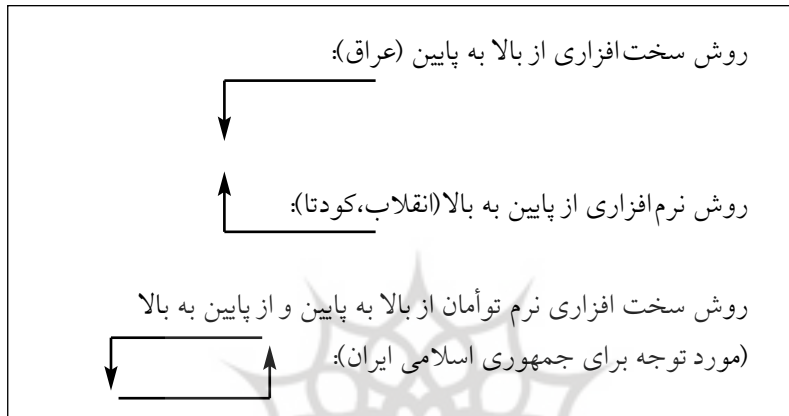 روش سخت‌افزاری از بالا به پایین (عراق):
روش نرم‌افزاری از پایین به بالا(انقلاب،کودتا):
روش سخت افزاری نرم توأمان از بالا به پایین و از پایین به بالا
(مورد توجه برای جمهوری اسلامی ایران):